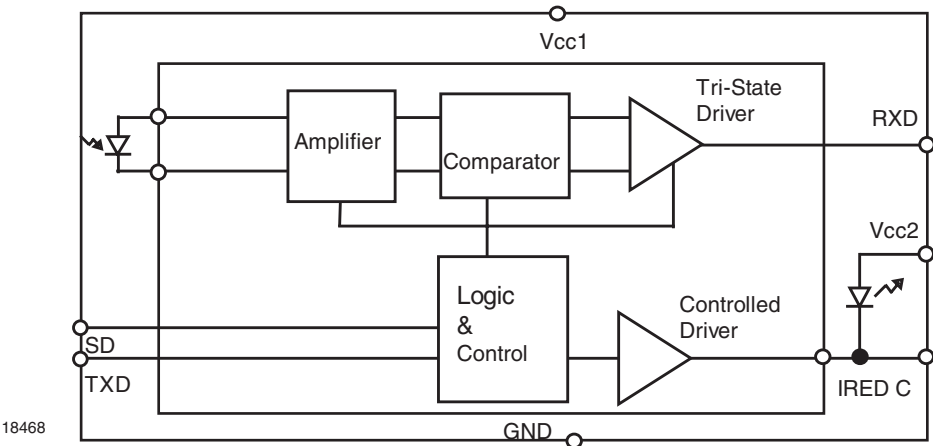 Vcc1
Tri-State
Driver
RXD
Amplifier
Comparator
Vcc2
Logic
&
Control
Controlled
Driver
SD
TXD
IRED C
GND
18468